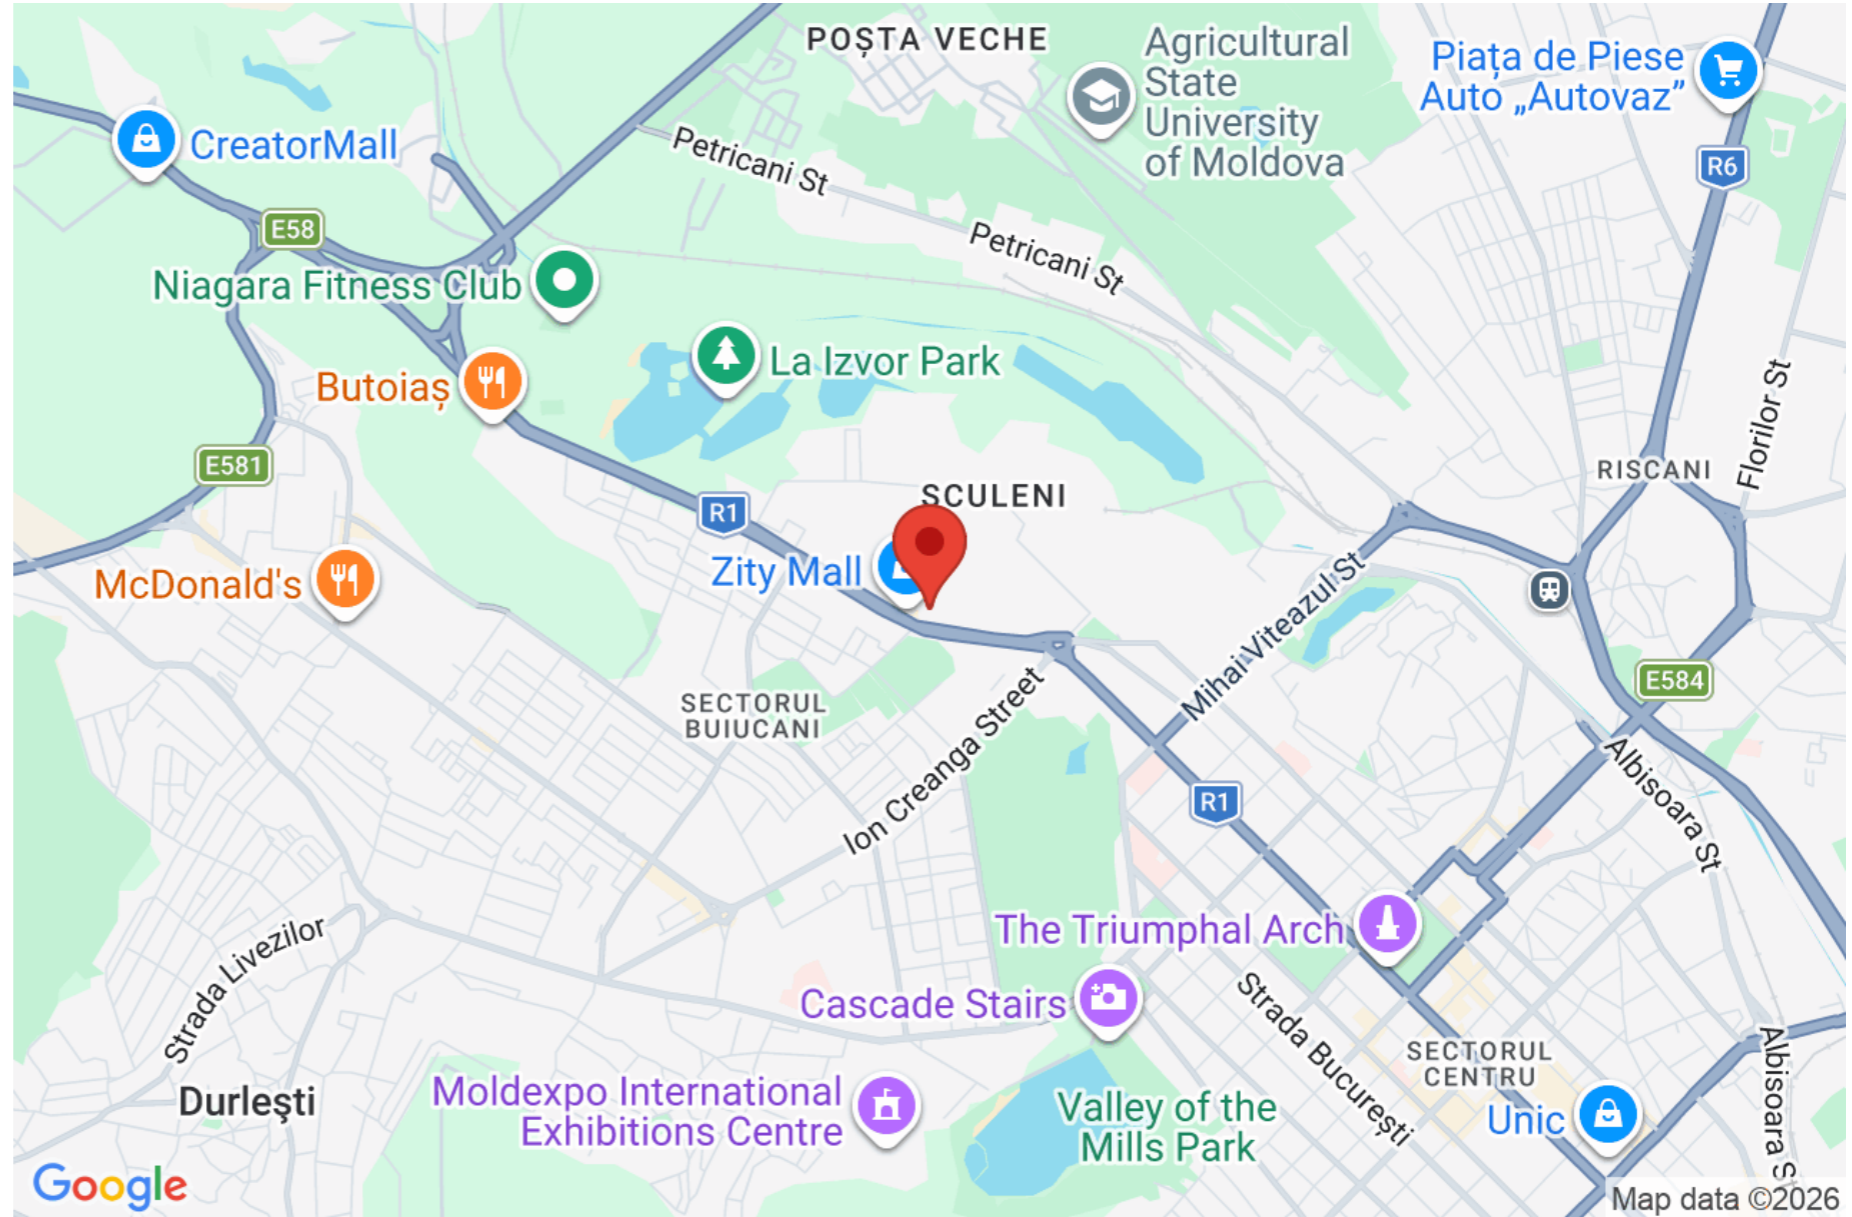 POȘTA VECHE
Agricultural
State
University
of Moldova
Piața de Piese
Auto „Autovaz”
CreatorMall
Petricani St
R6
E58
Petricani St
Niagara Fitness Club
La Izvor Park
Butoiaș
Florilor St
E581
RISCANI
SCULENI
R1
Zity Mall
McDonald's
Mihai Viteazul St
E584
SECTORUL
BUIUCANI
Ion Creanga Street
Albisoara St
R1
The Triumphal Arch
Strada Livezilor
Cascade Stairs
Strada București
SECTORUL
CENTRU
Albisoara St
Durleşti
Moldexpo International
Exhibitions Centre
Valley of the
Mills Park
Unic
Google
Map data ©2026